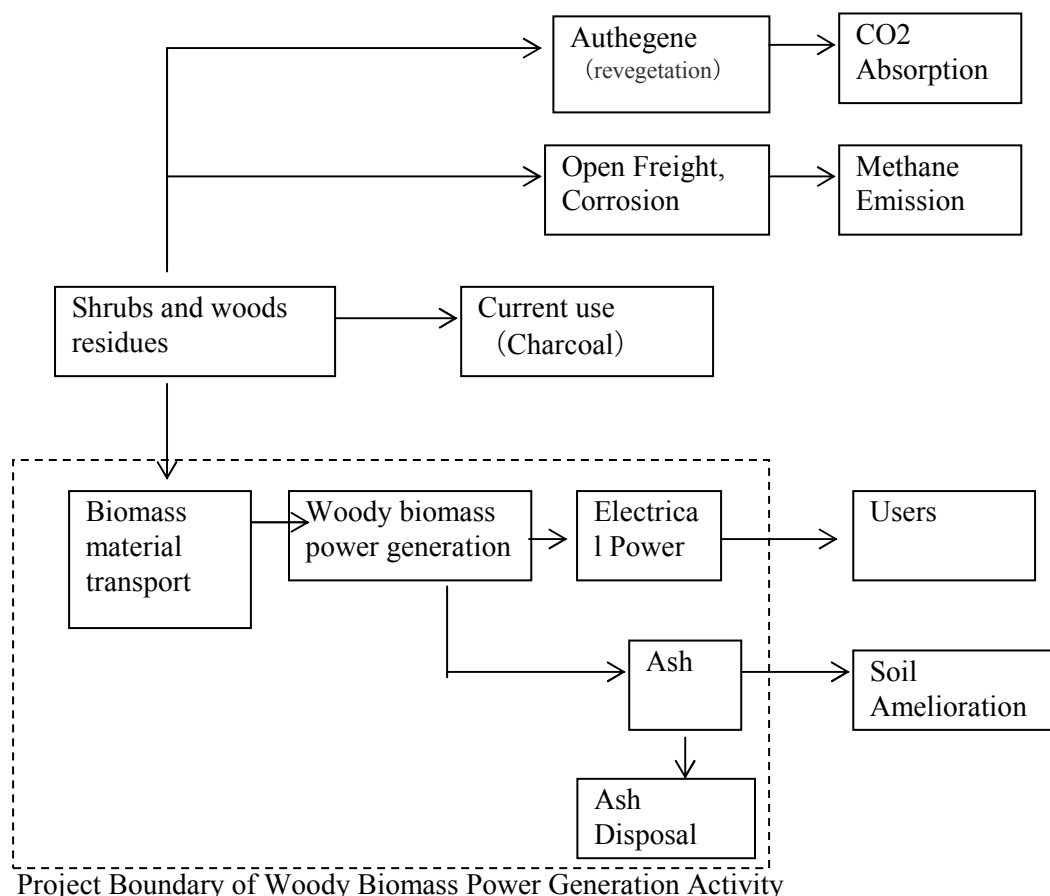 Authegene
（revegetation）
CO2
Absorption
Open Freight,
Corrosion
Methane
Emission
Shrubs and woods
residues
Current use
（Charcoal）
Biomass
material
transport
Woody biomass
power generation
Electrica
l Power
Users
Ash
Soil
Amelioration
Ash
Disposal
Project Boundary of Woody Biomass Power Generation Activity